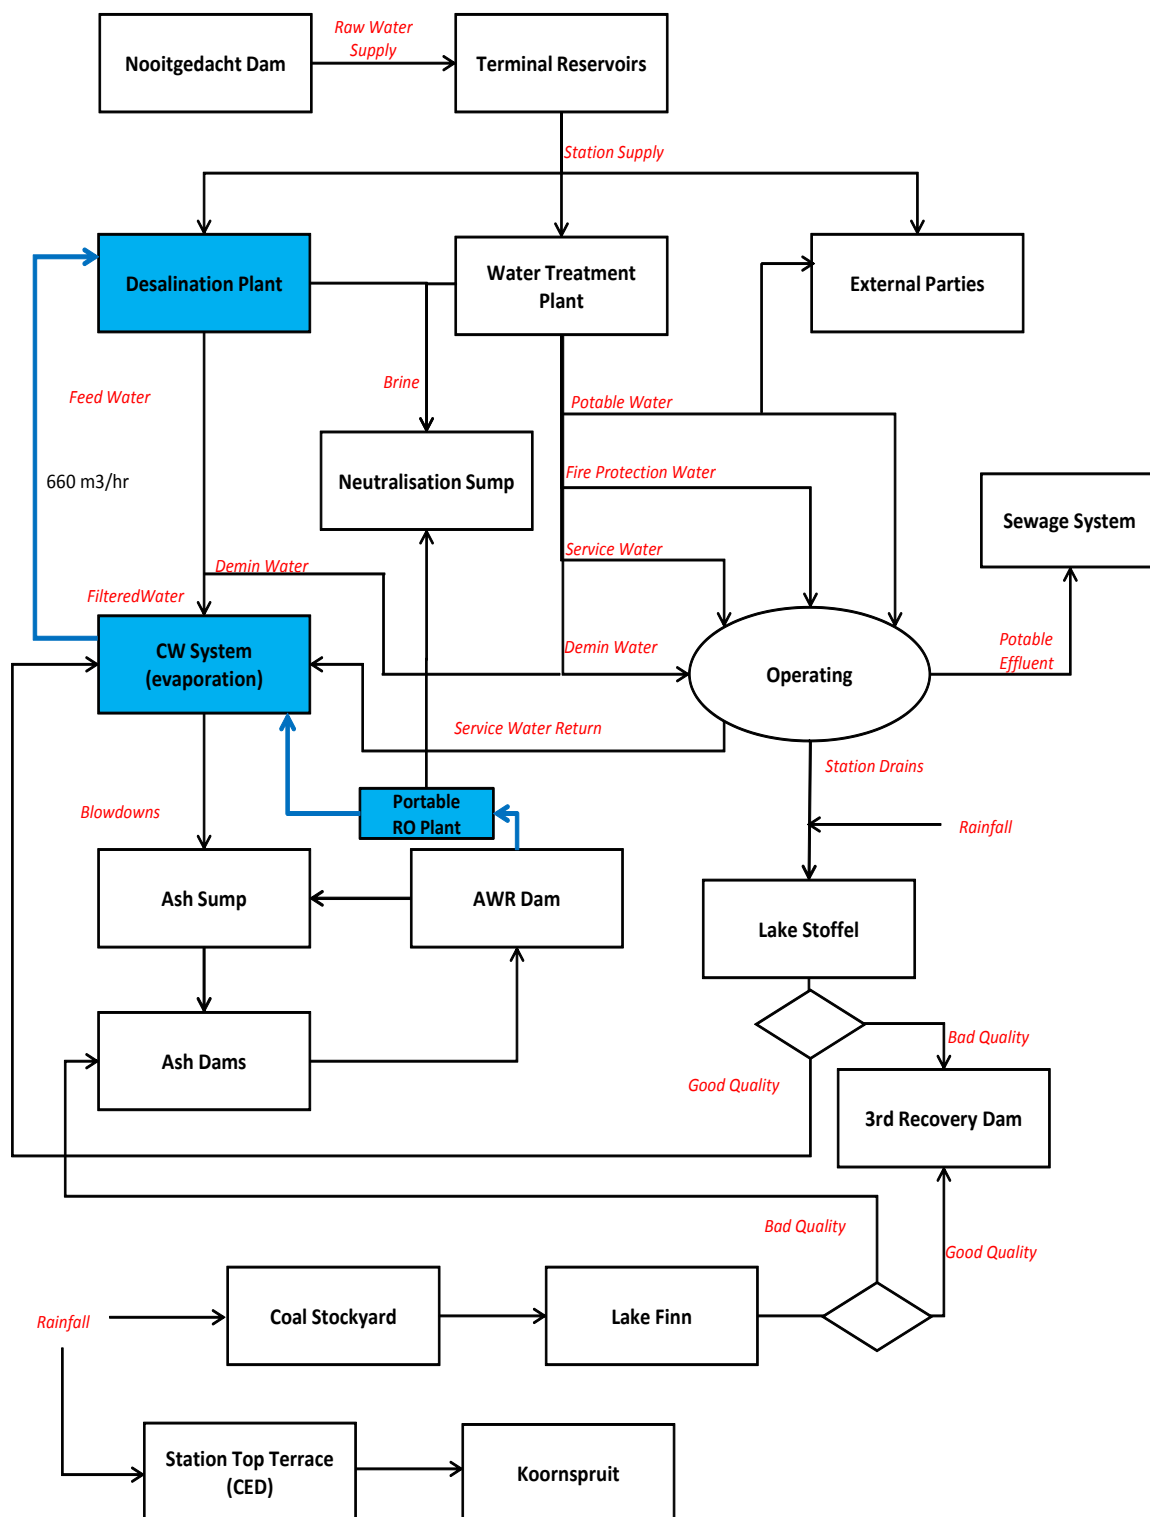 Raw Water
Supply
Nooitgedacht Dam
Terminal Reservoirs
Station Supply
Desalination Plant
Water Treatment
Plant
External Parties
Feed Water
Brine
Potable Water
660 m3/hr
Neutralisation Sump
Fire Protection Water
Sewage System
Service Water
Demin Water
FilteredWater
CW System
(evaporation)
Demin Water
Operating
Potable
Effluent
Service Water Return
Station Drains
Blowdowns
Portable
RO Plant
Rainfall
Ash Sump
AWR Dam
Lake Stoffel
Bad Quality
Ash Dams
Good Quality
3rd Recovery Dam
Bad Quality
Good Quality
Rainfall
Coal Stockyard
Lake Finn
Station Top Terrace
(CED)
Koornspruit